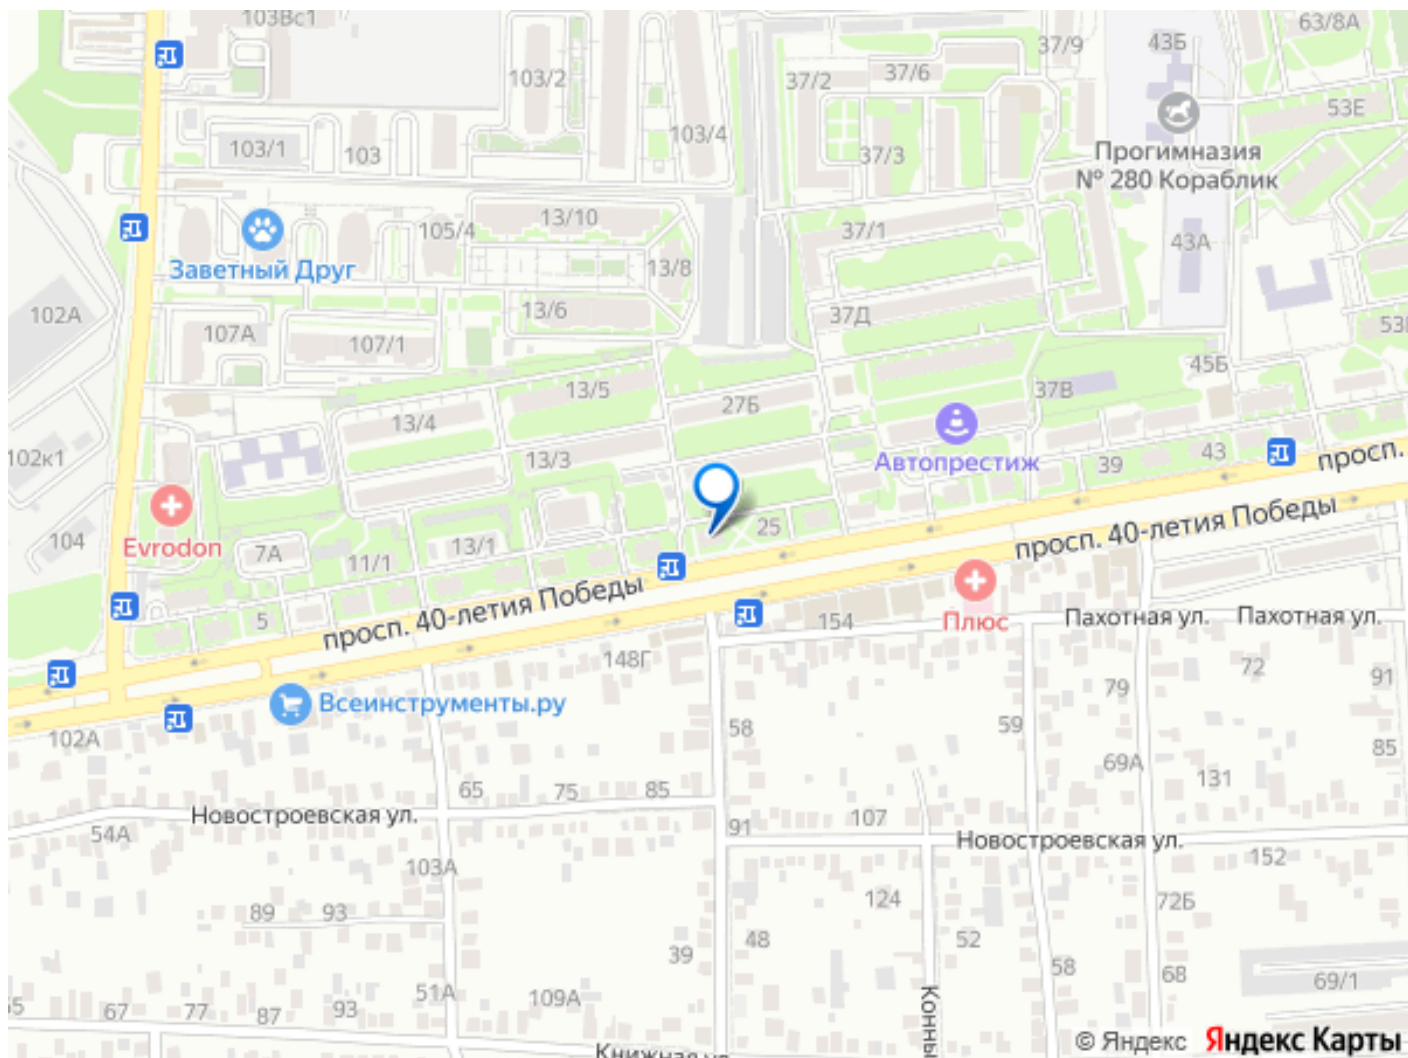 103Вс1
63/8А
37/9
43Б
37/6
103/2
37/2
53Е
103/4
103/1
103
37/3
Прогимназия
№ 280 Кораблик
13/10
105/4
37/1
43А
Заветный Друг
13/8
13/6
102А
37Д
107А
107/1
45Б
13/5
37В
27Б
13/4
102к1
13/3
Автопрестиж
39
43
просп.
просп. 40-летия Победы
25
104
Evrodon
7А
13/1
11/1
просп. 40-летия Победы
5
154
Плюс
Пахотная ул.
Пахотная ул.
148Г
72
91
79
Всеинструменты.ру
58
59
102А
85
69А
131
65
75
85
Новостроевская ул.
107
91
54А
Новостроевская ул.
152
103А
124
72Б
89
93
48
52
39
58
68
69/1
51А
109А
67
77
87
93
Книжная
© Яндекс
Яндекс Карты